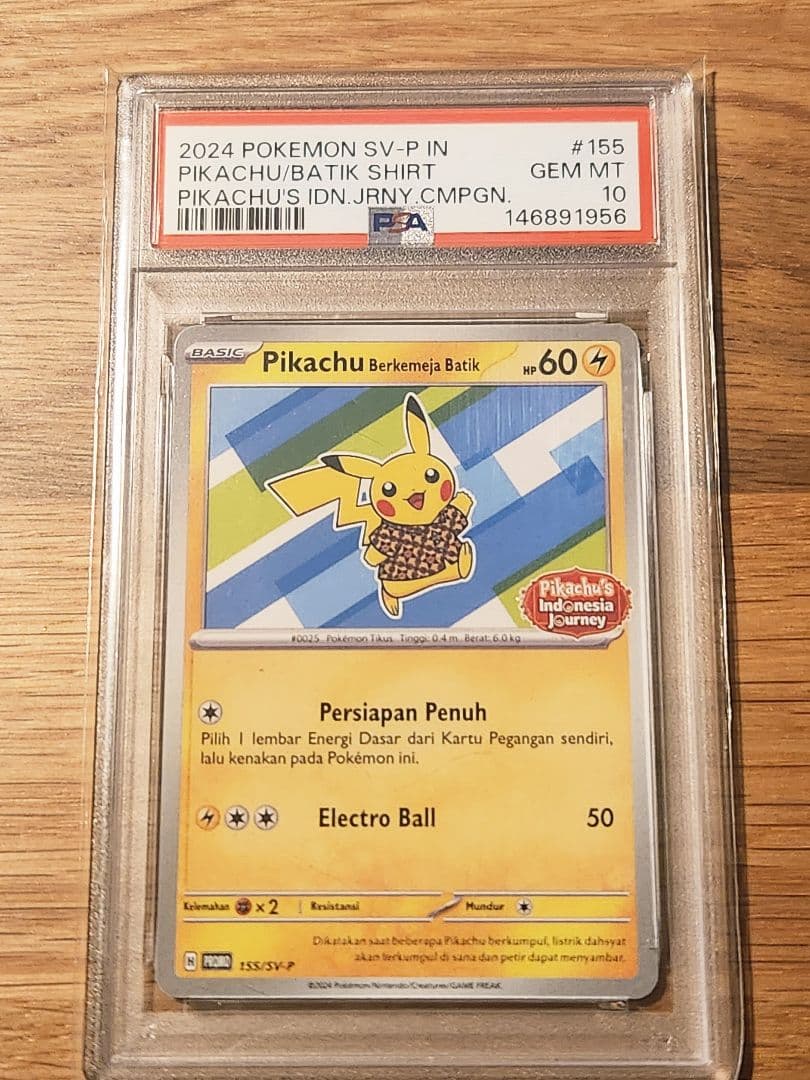 2024 POKEMON SV-P IN #155
PIKACHU/BATIK SHIRT GEM MT
PIKACHU'S IDN.JRNY.CMPGN. 10
PSA 146891956
BASIC Pikachu Berkemeja Batik HP 60
Pikachu's
Indonesia
Journey
#0025 Pokémon Tikus Tinggi: 0.4 m Berat: 6.0 kg
Persiapan Penuh
Pilih 1 lembar Energi Dasar dari Kartu Pegangan sendiri,
lalu kenakan pada Pokémon ini.
Electro Ball 50
Kelemahan ×2 Resistansi Mundur
Dikatakan saat beberapa Pikachu berkumpul, listrik dahsyat
akan berkumpul di sana dan petir dapat menyambar.
H PROMO 155/SV-P
©2024 Pokémon/Nintendo/Creatures/GAME FREAK